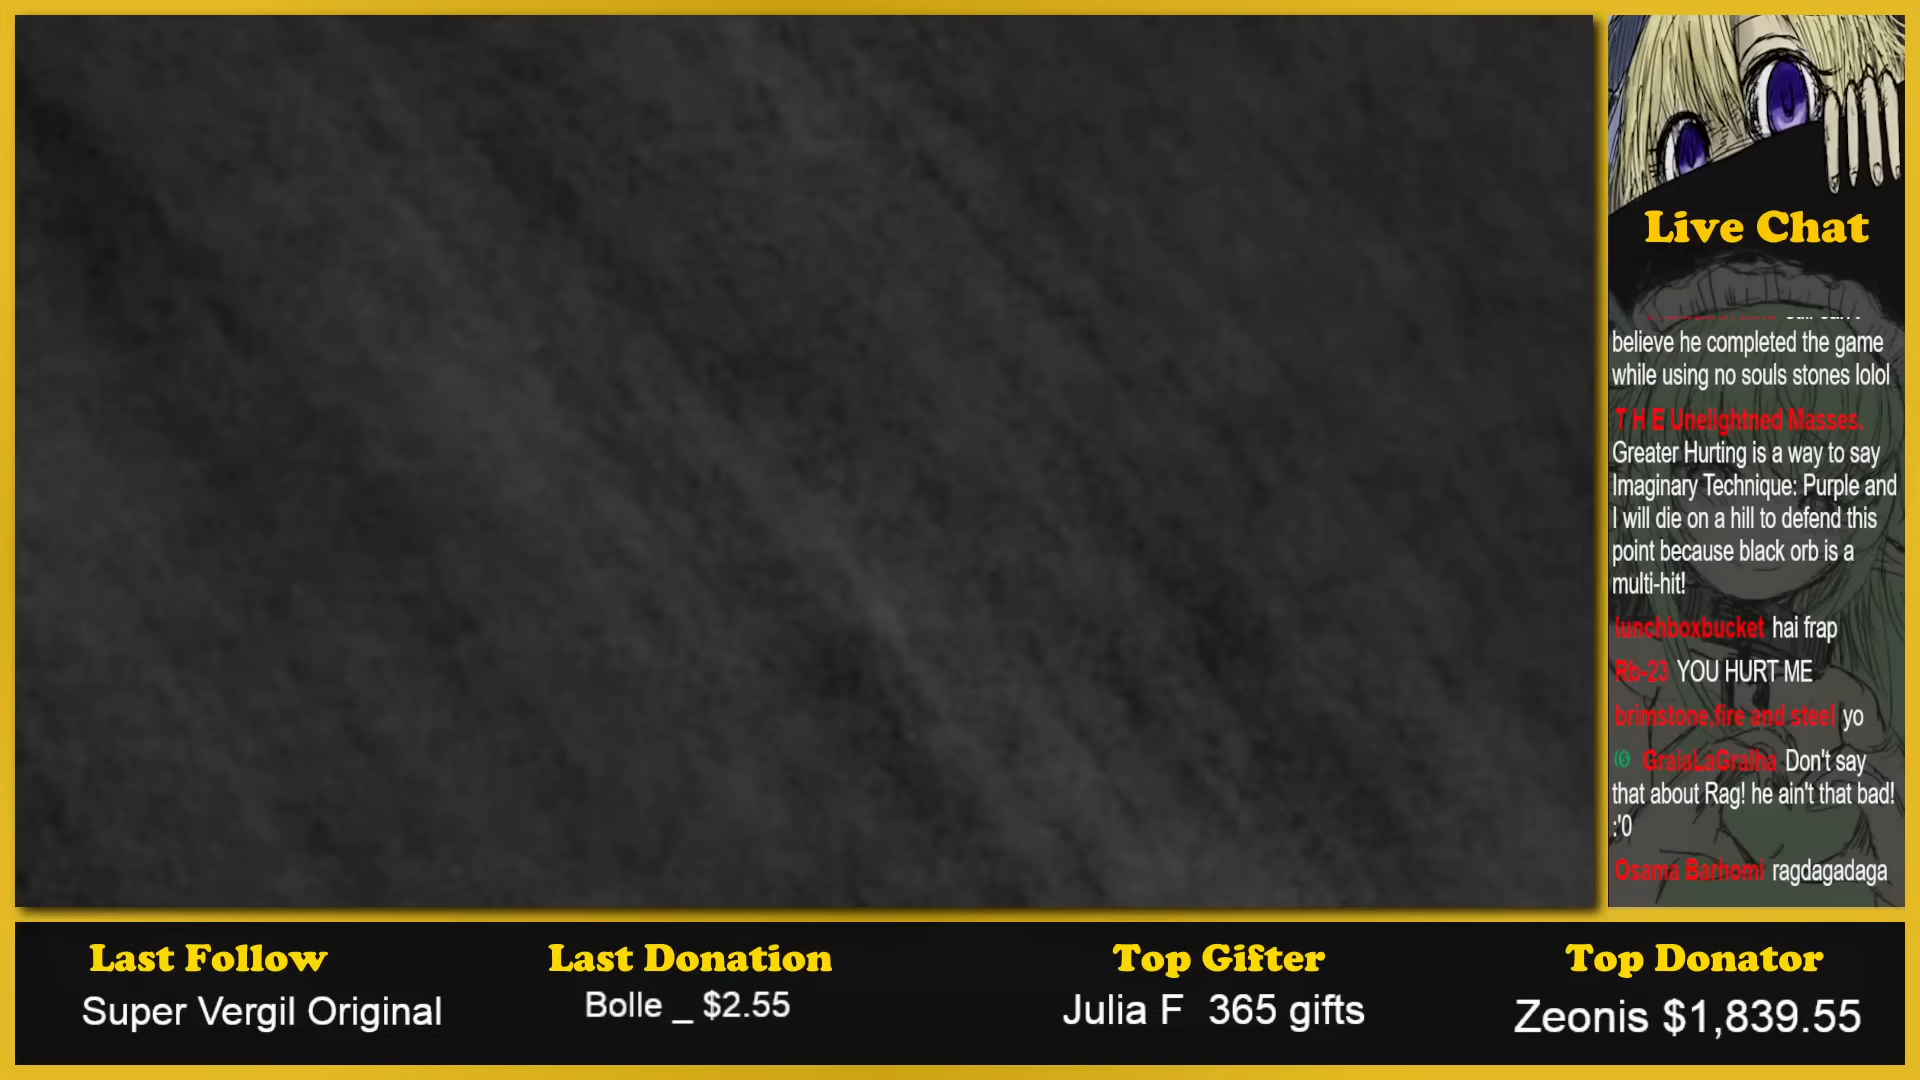 Live Chat
believe he completed the game
while using no souls stones lolol
T H E Unelightned Masses.
Greater Hurting is a way to say
Imaginary Technique: Purple and
I will die on a hill to defend this
point because black orb is a
multi-hit!
lunchboxbucket hai frap
Rb-23 YOU HURT ME
brimstone,fire and steel yo
GraiaLaGralha Don't say
that about Rag! he ain't that bad!
:'0
Osama Barhomi ragdagadaga
Last Follow
Super Vergil Original
Last Donation
Bolle _ $2.55
Top Gifter
Julia F 365 gifts
Top Donator
Zeonis $1,839.55